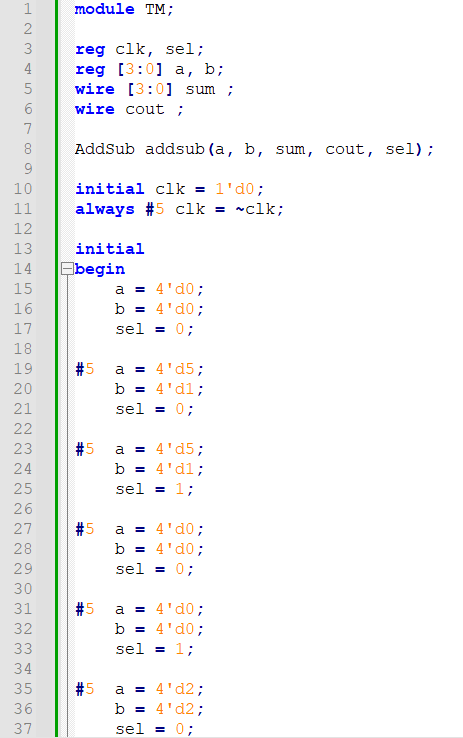 1 module TM;
2
3 reg clk, sel;
4 reg [3:0] a, b;
5 wire [3:0] sum ;
6 wire cout ;
7
8 AddSub addsub(a, b, sum, cout, sel);
9
10 initial clk = 1'd0;
11 always #5 clk = ~clk;
12
13 initial
14 begin
15 a = 4'd0;
16 b = 4'd0;
17 sel = 0;
18
19 #5 a = 4'd5;
20 b = 4'd1;
21 sel = 0;
22
23 #5 a = 4'd5;
24 b = 4'd1;
25 sel = 1;
26
27 #5 a = 4'd0;
28 b = 4'd0;
29 sel = 0;
30
31 #5 a = 4'd0;
32 b = 4'd0;
33 sel = 1;
34
35 #5 a = 4'd2;
36 b = 4'd2;
37 sel = 0;